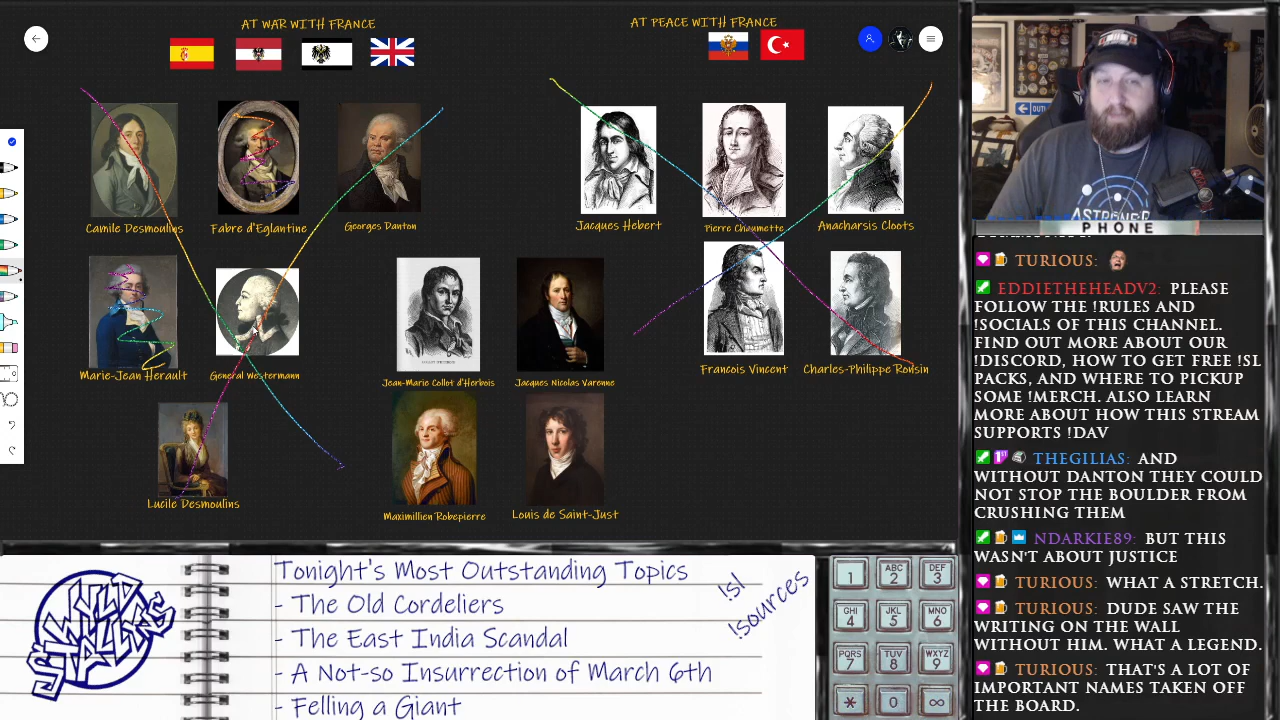 AT WAR WITH FRANCE
AT PEACE WITH FRANCE
Camile Desmoulins
Fabre d'Eglantine
Georges Danton
Jacques Hebert
Pierre Chaumette
Anacharsis Cloots
Marie-Jean Herault
General Westermann
Jean-Marie Collot d'Herbois
Jacques Nicolas Varenne
Francois Vincent
Charles-Philippe Ronsin
Lucile Desmoulins
Maximillien Robepierre
Louis de Saint-Just
ASTRONER
PHONE
TURIOUS:
EDDIETHEHEADV2: PLEASE
FOLLOW THE !RULES AND
!SOCIALS OF THIS CHANNEL.
FIND OUT MORE ABOUT OUR
!DISCORD, HOW TO GET FREE !SL
PACKS, AND WHERE TO PICKUP
SOME !MERCH. ALSO LEARN
MORE ABOUT HOW THIS STREAM
SUPPORTS !DAV
THEGILIAS: AND
WITHOUT DANTON THEY COULD
NOT STOP THE BOULDER FROM
CRUSHING THEM
NDARKIE89: BUT THIS
WASN'T ABOUT JUSTICE
TURIOUS: WHAT A STRETCH.
TURIOUS: DUDE SAW THE
WRITING ON THE WALL
WITHOUT HIM. WHAT A LEGEND.
TURIOUS: THAT'S A LOT OF
IMPORTANT NAMES TAKEN OFF
THE BOARD.
WYLD STALLYNS
Tonight's Most Outstanding Topics
- The Old Cordeliers
- The East India Scandal
- A Not-so Insurrection of March 6th
- Felling a Giant
!sl
!sources
1
ABC 2
DEF 3
GHI 4
JKL 5
MNO 6
PQRS 7
TUV 8
WXYZ 9
* 0 ∞